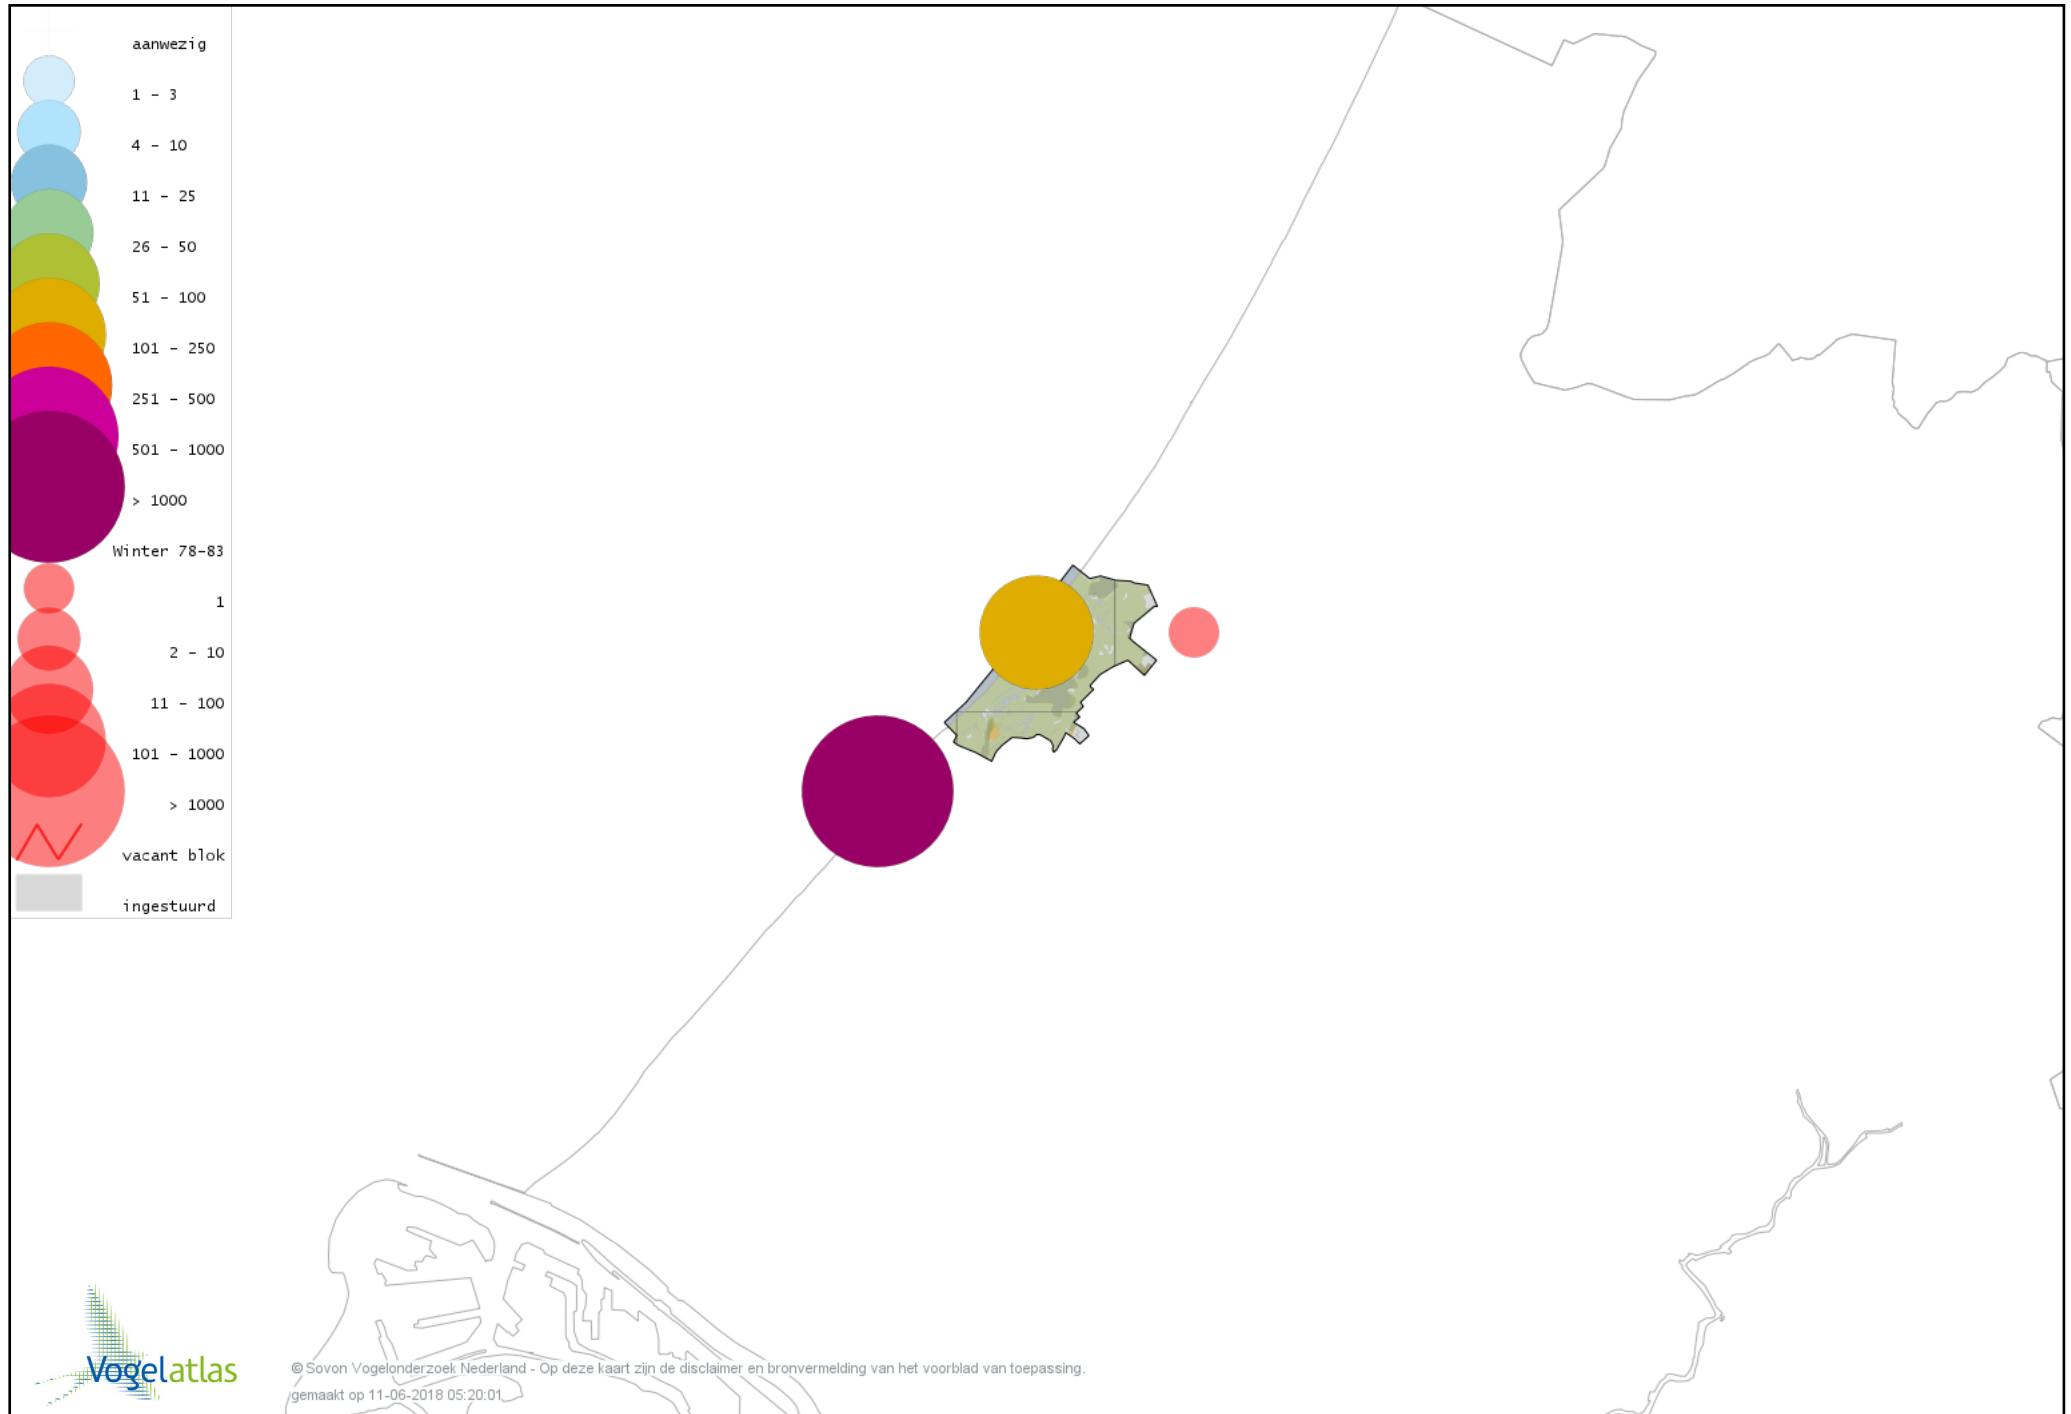 aanwezig
1 - 3
4 - 10
11 - 25
26 - 50
51 - 100
101 - 250
251 - 500
501 - 1000
> 1000
Winter 78-83
1
2 - 10
11 - 100
101 - 1000
> 1000
vacant blok
ingestuurd
Vogelatlas
© Sovon Vogelonderzoek Nederland - Op deze kaart zijn de disclaimer en bronvermelding van het voorblad van toepassing.
gemaakt op 11-06-2018 05:20:01